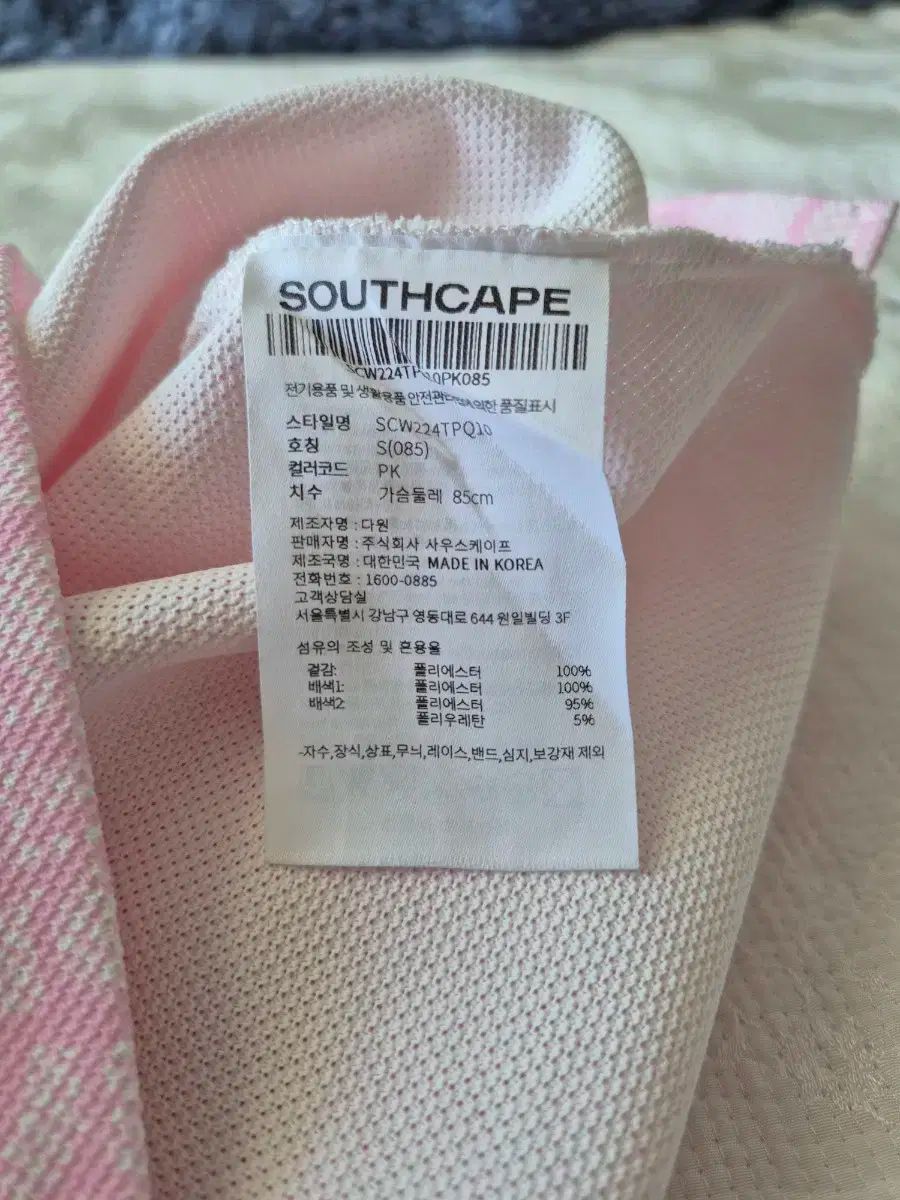 SOUTHCAPE
SCW224TPQ10PK085
전기용품 및 생활용품 안전관리법에 의한 품질표시
스타일명 SCW224TPQ10
호칭 S(085)
컬러코드 PK
치수 가슴둘레 85cm
제조자명 : 다원
판매자명 : 주식회사 사우스케이프
제조국명 : 대한민국 MADE IN KOREA
전화번호 : 1600-0885
고객상담실
서울특별시 강남구 영동대로 644 원일빌딩 3F
섬유의 조성 및 혼용율
겉감: 폴리에스터 100%
배색1: 폴리에스터 100%
배색2: 폴리에스터 95%
폴리우레탄 5%
-자수,장식,상표,무늬,레이스,밴드,심지,보강재 제외